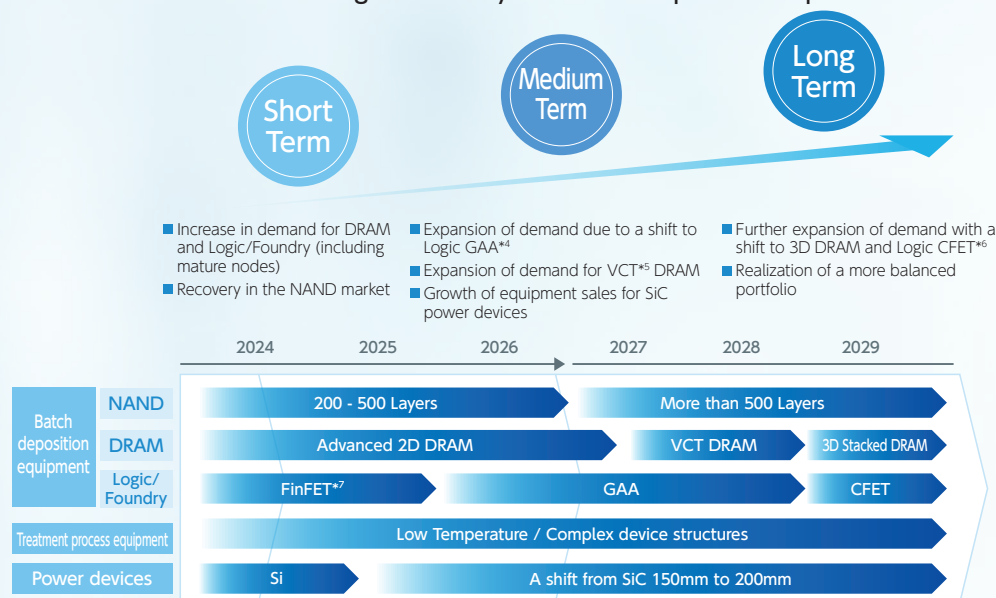 Short
Term
Medium
Term
Long
Term
Increase in demand for DRAM
and Logic/Foundry (including
mature nodes)
Recovery in the NAND market
Expansion of demand due to a shift to
Logic GAA*4
Expansion of demand for VCT*5 DRAM
Growth of equipment sales for SiC
power devices
Further expansion of demand with a
shift to 3D DRAM and Logic CFET*6
Realization of a more balanced
portfolio
2024 2025 2026 2027 2028 2029
Batch
deposition
equipment
NAND
200 - 500 Layers
More than 500 Layers
DRAM
Advanced 2D DRAM
VCT DRAM
3D Stacked DRAM
Logic/
Foundry
FinFET*7
GAA
CFET
Treatment process equipment
Low Temperature / Complex device structures
Power devices
Si
A shift from SiC 150mm to 200mm